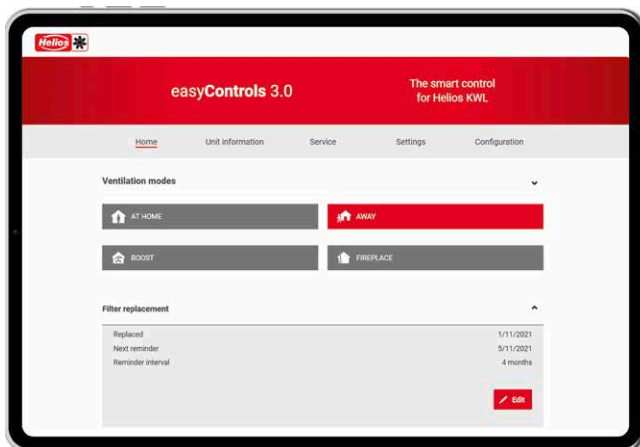 Helios
easyControls 3.0
The smart control
for Helios KWL
Home Unit information Service Settings Configuration
Ventilation modes
AT HOME AWAY
BOOST FIREPLACE
Filter replacement
Replaced 1/11/2021
Next reminder 5/11/2021
Reminder interval 4 months
Edit